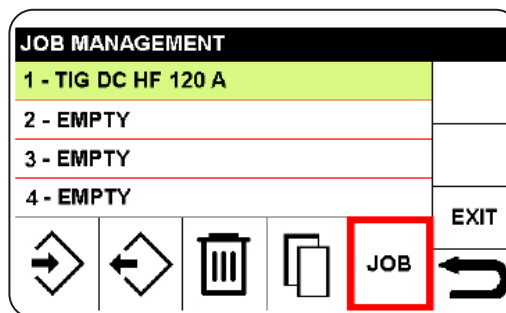 JOB MANAGEMENT
1 - TIG DC HF 120 A
2 - EMPTY
3 - EMPTY
4 - EMPTY
EXIT
JOB